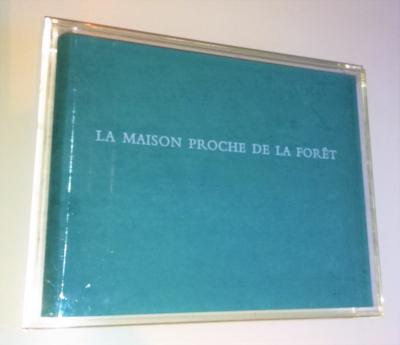 LA MAISON PROCHE DE LA FORÊT